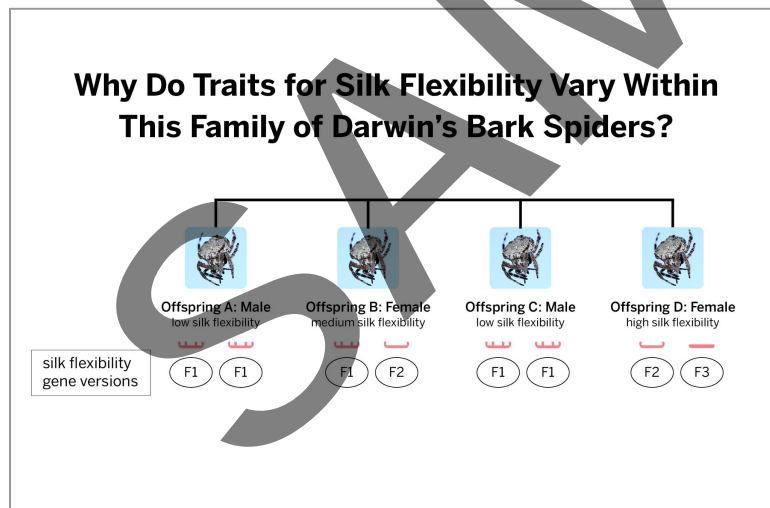 Why Do Traits for Silk Flexibility Vary Within
This Family of Darwin's Bark Spiders?
Offspring A: Male
low silk flexibility
Offspring B: Female
medium silk flexibility
Offspring C: Male
low silk flexibility
Offspring D: Female
high silk flexibility
silk flexibility
gene versions
F1 F1 F1 F2 F1 F1 F2 F3